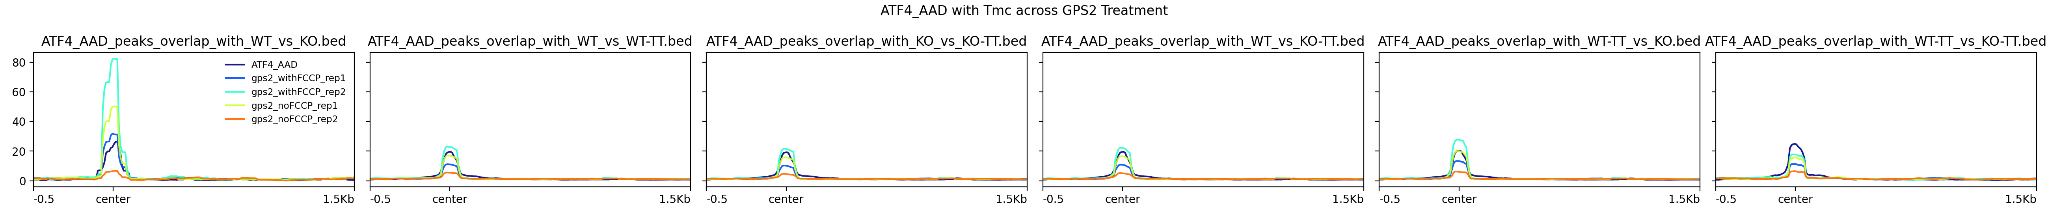 ATF4_AAD with Tmc across GPS2 Treatment
ATF4_AAD_peaks_overlap_with_WT_vs_KO.bed
ATF4_AAD_peaks_overlap_with_WT_vs_WT-TT.bed
ATF4_AAD_peaks_overlap_with_KO_vs_KO-TT.bed
ATF4_AAD_peaks_overlap_with_WT_vs_KO-TT.bed
ATF4_AAD_peaks_overlap_with_WT-TT_vs_KO.bed
ATF4_AAD_peaks_overlap_with_WT-TT_vs_KO-TT.bed
80
60
40
20
0
ATF4_AAD
gps2_withFCCP_rep1
gps2_withFCCP_rep2
gps2_noFCCP_rep1
gps2_noFCCP_rep2
-0.5 center 1.5Kb
-0.5 center 1.5Kb
-0.5 center 1.5Kb
-0.5 center 1.5Kb
-0.5 center 1.5Kb
-0.5 center 1.5Kb